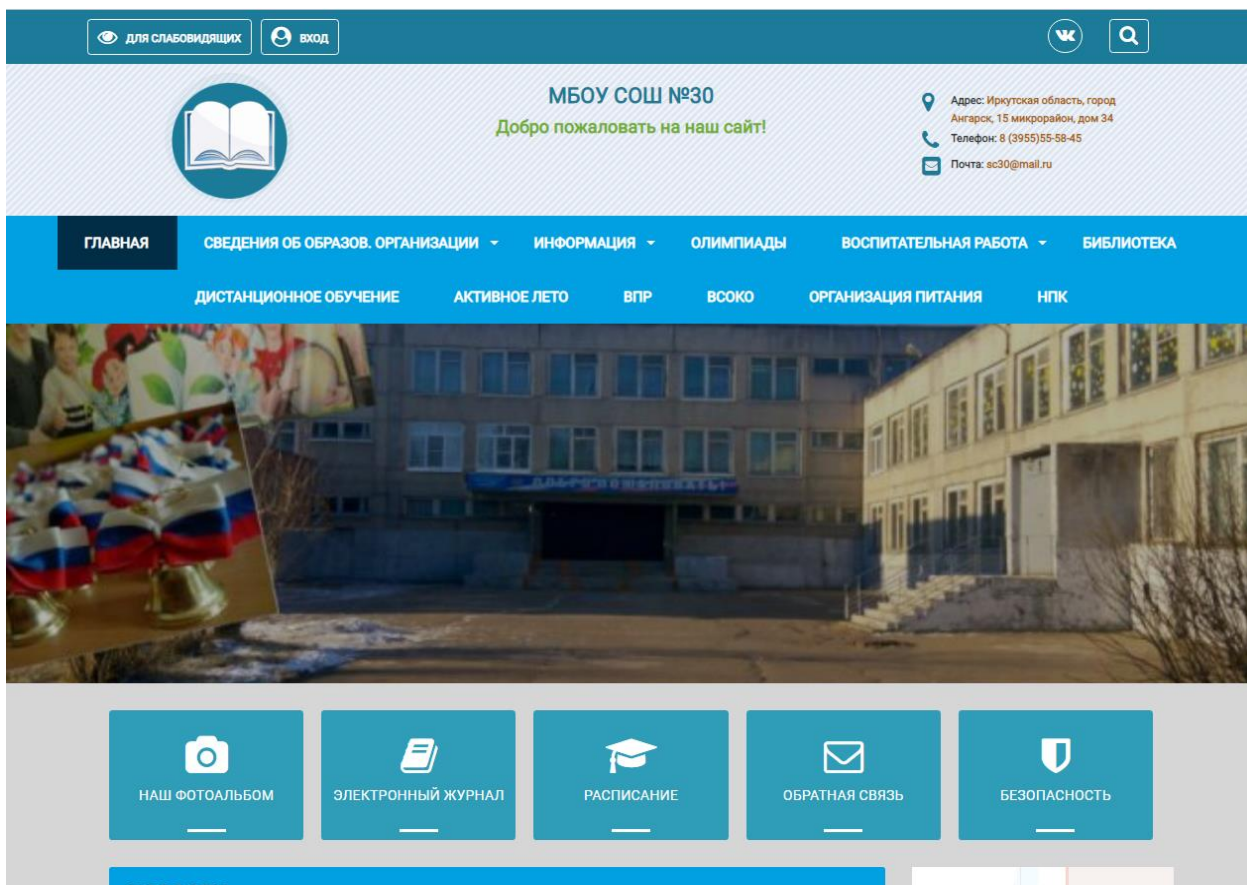 ДЛЯ СЛАБОВИДЯЩИХ
ВХОД
МБОУ СОШ №30
Добро пожаловать на наш сайт!
Адрес: Иркутская область, город
Ангарск, 15 микрорайон, дом 34
Телефон: 8 (3955)55-58-45
Почта: sc30@mail.ru
ГЛАВНАЯ СВЕДЕНИЯ ОБ ОБРАЗОВ. ОРГАНИЗАЦИИ ИНФОРМАЦИЯ ОЛИМПИАДЫ ВОСПИТАТЕЛЬНАЯ РАБОТА БИБЛИОТЕКА
ДИСТАНЦИОННОЕ ОБУЧЕНИЕ АКТИВНОЕ ЛЕТО ВПР ВСОКО ОРГАНИЗАЦИЯ ПИТАНИЯ НПК
ДОБРО ПОЖАЛОВАТЬ!
НАШ ФОТОАЛЬБОМ
ЭЛЕКТРОННЫЙ ЖУРНАЛ
РАСПИСАНИЕ
ОБРАТНАЯ СВЯЗЬ
БЕЗОПАСНОСТЬ